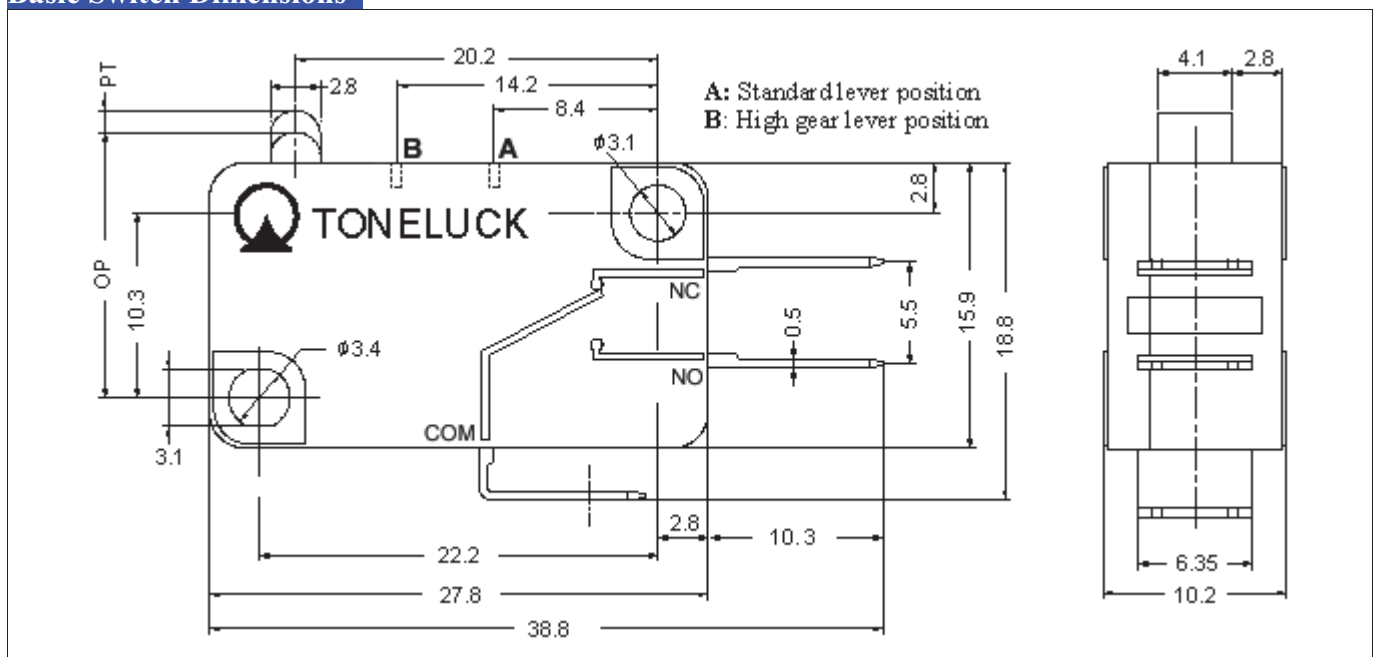 Basic Switch Dimensions
20.2
14.2
8.4
2.8
PT
OP
10.3
3.1
A: Standard lever position
B: High gear lever position
B
A
ϕ3.1
TONELUCK
ϕ3.4
NC
NO
COM
0.5
2.8
5.5
15.9
18.8
2.8
10.3
22.2
27.8
38.8
4.1
2.8
6.35
10.2